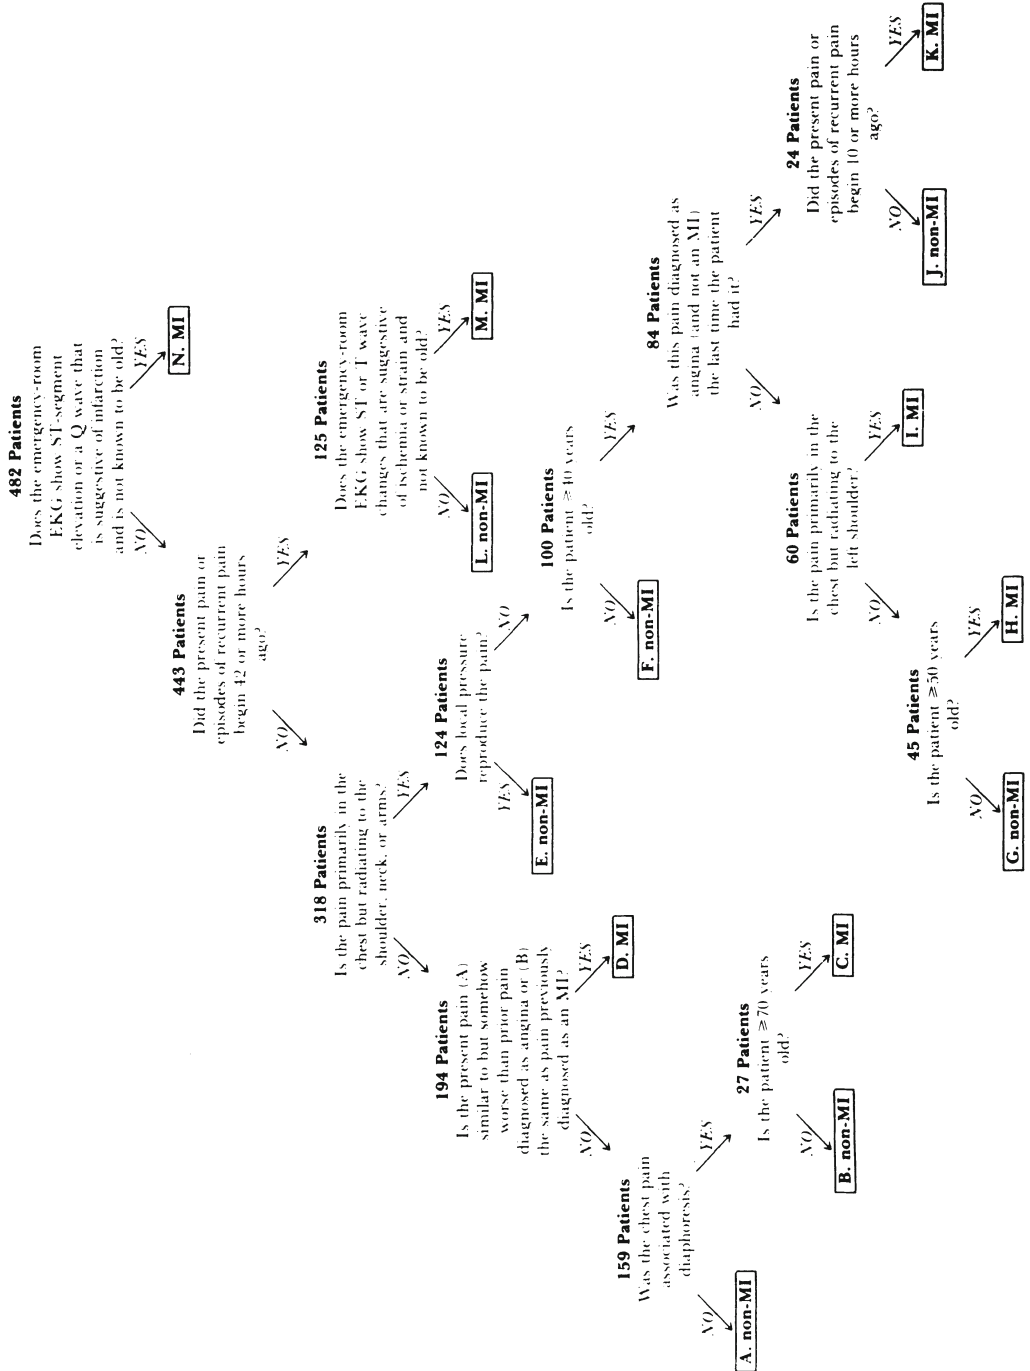 482 Patients
Does the emergency-room
EKG show ST-segment
elevation or a Q wave that
is suggestive of infarction
and is not known to be old?
NO
YES
N. MI
443 Patients
Did the present pain or
episodes of recurrent pain
begin 42 or more hours
ago?
NO
YES
125 Patients
Does the emergency-room
EKG show ST or T wave
changes that are suggestive
of ischemia or strain and
not known to be old?
NO
YES
L. non-MI
M. MI
318 Patients
Is the pain primarily in the
chest but radiating to the
shoulder, neck, or arms?
NO
YES
124 Patients
Does local pressure
reproduce the pain?
YES
NO
E. non-MI
100 Patients
Is the patient ⩾40 years
old?
NO
YES
F. non-MI
84 Patients
Was this pain diagnosed as
angina (and not an MI)
the last time the patient
had it?
NO
YES
24 Patients
Did the present pain or
episodes of recurrent pain
begin 10 or more hours
ago?
NO
YES
J. non-MI
K. MI
60 Patients
Is the pain primarily in the
chest but radiating to the
left shoulder?
NO
YES
I. MI
45 Patients
Is the patient ⩾50 years
old?
NO
YES
G. non-MI
H. MI
194 Patients
Is the present pain (A)
similar to but somehow
worse than prior pain
diagnosed as angina or (B)
the same as pain previously
diagnosed as an MI?
NO
YES
D. MI
159 Patients
Was the chest pain
associated with
diaphoresis?
NO
YES
A. non-MI
27 Patients
Is the patient ⩾70 years
old?
NO
YES
B. non-MI
C. MI